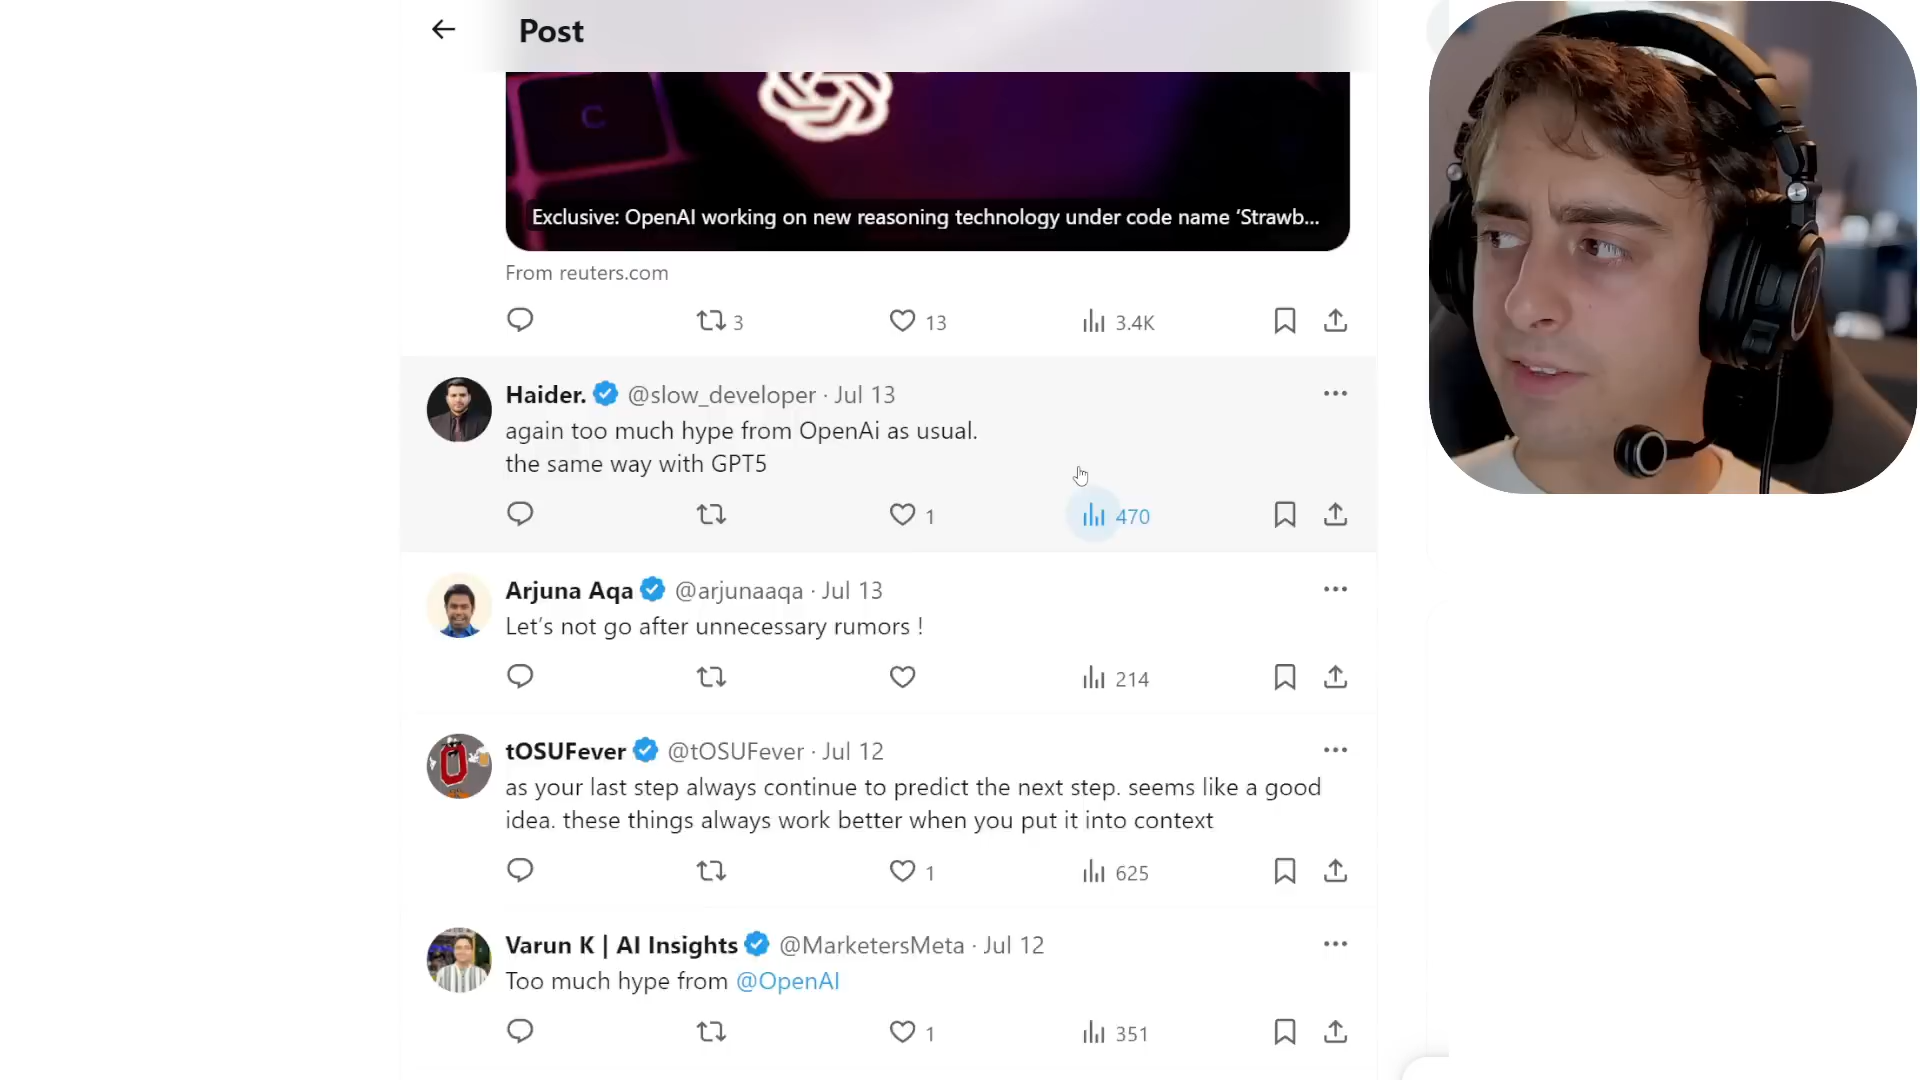 Post
C
Exclusive: OpenAI working on new reasoning technology under code name ‘Strawb...
From reuters.com
3 13 3.4K
Haider. @slow_developer · Jul 13
again too much hype from OpenAi as usual.
the same way with GPT5
1 470
Arjuna Aqa @arjunaaqa · Jul 13
Let’s not go after unnecessary rumors !
214
tOSUFever @tOSUFever · Jul 12
as your last step always continue to predict the next step. seems like a good
idea. these things always work better when you put it into context
1 625
Varun K | AI Insights @MarketersMeta · Jul 12
Too much hype from @OpenAI
1 351